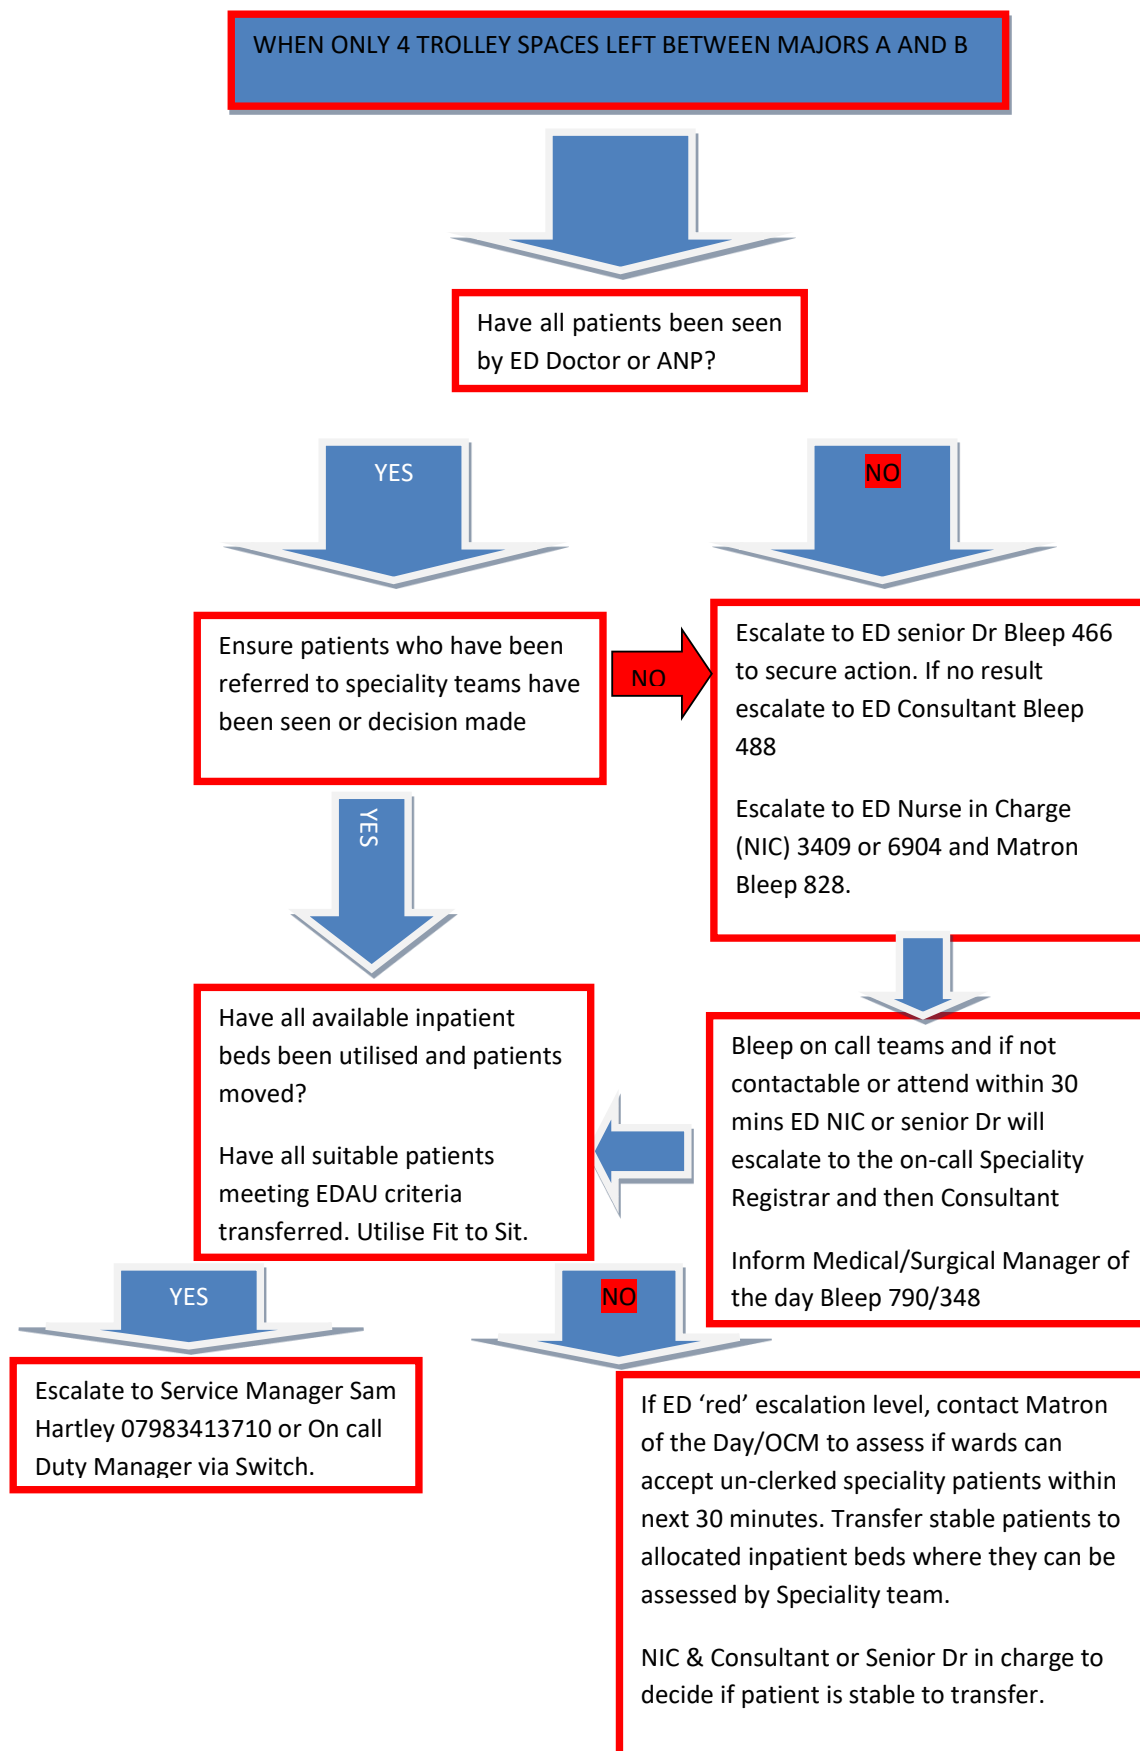 WHEN ONLY 4 TROLLEY SPACES LEFT BETWEEN MAJORS A AND B
Have all patients been seen
by ED Doctor or ANP?
YES
NO
Ensure patients who have been
referred to speciality teams have
been seen or decision made
NO
Escalate to ED senior Dr Bleep 466
to secure action. If no result
escalate to ED Consultant Bleep
488
Escalate to ED Nurse in Charge
(NIC) 3409 or 6904 and Matron
Bleep 828.
YES
Have all available inpatient
beds been utilised and patients
moved?
Have all suitable patients
meeting EDAU criteria
transferred. Utilise Fit to Sit.
Bleep on call teams and if not
contactable or attend within 30
mins ED NIC or senior Dr will
escalate to the on-call Speciality
Registrar and then Consultant
Inform Medical/Surgical Manager of
the day Bleep 790/348
YES
NO
Escalate to Service Manager Sam
Hartley 07983413710 or On call
Duty Manager via Switch.
If ED ‘red’ escalation level, contact Matron
of the Day/OCM to assess if wards can
accept un-clerked speciality patients within
next 30 minutes. Transfer stable patients to
allocated inpatient beds where they can be
assessed by Speciality team.
NIC & Consultant or Senior Dr in charge to
decide if patient is stable to transfer.